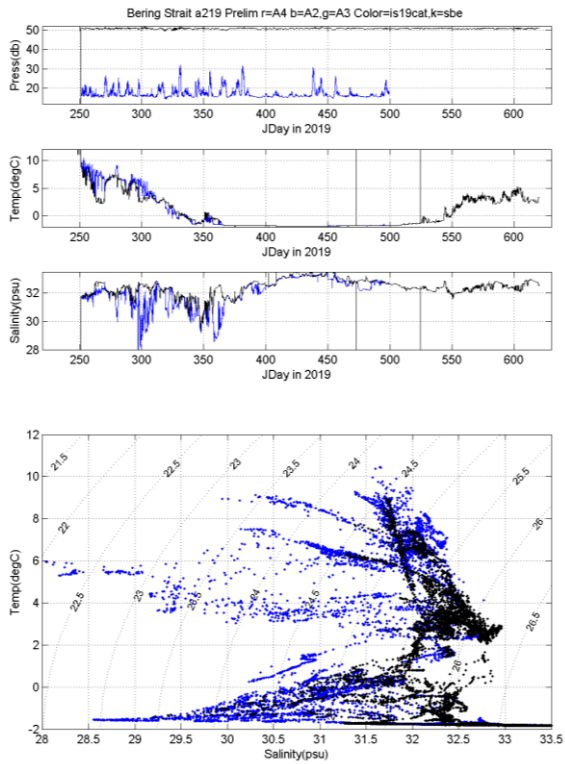 Bering Strait a219 Prelim r=A4 b=A2,g=A3 Color=is19cat,k=sbe
Press(db)
50
40
30
20
250 300 350 400 450 500 550 600
JDay in 2019
Temp(degC)
10
5
0
250 300 350 400 450 500 550 600
JDay in 2019
Salinity(psu)
32
30
28
250 300 350 400 450 500 550 600
JDay in 2019
Temp(degC)
12
10
8
6
4
2
0
-2
21.5 22.5 23 23.5 24 24.5 25.5
22 26
22.5 23 23.5 24 24.5 26.5
26
28 28.5 29 29.5 30 30.5 31 31.5 32 32.5 33 33.5
Salinity(psu)